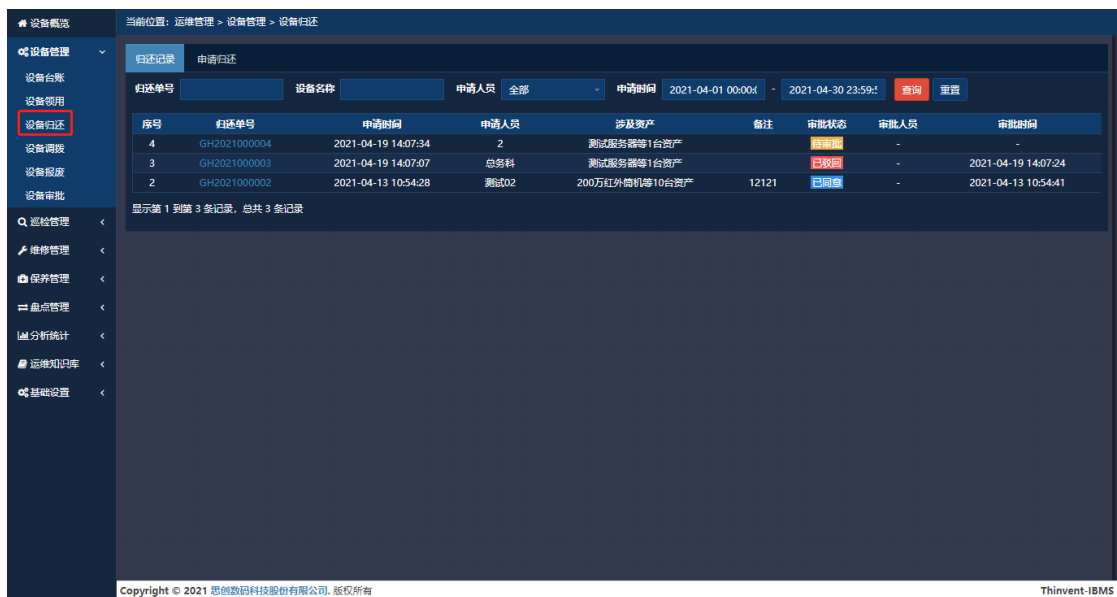 设备概览
当前位置：运维管理 > 设备管理 > 设备归还
设备管理
设备台账
设备领用
设备归还
设备调拨
设备报废
设备审批
巡检管理
维修管理
保养管理
盘点管理
分析统计
运维知识库
基础设置
归还记录 申请归还
归还单号 设备名称 申请人员 全部 申请时间 2021-04-01 00:00:( - 2021-04-30 23:59:5 查询 重置
序号 归还单号 申请时间 申请人员 涉及资产 备注 审批状态 审批人员 审批时间
4 GH2021000004 2021-04-19 14:07:34 2 测试服务器等1台资产 待审批 - -
3 GH2021000003 2021-04-19 14:07:07 总务科 测试服务器等1台资产 已驳回 - 2021-04-19 14:07:24
2 GH2021000002 2021-04-13 10:54:28 测试02 200万红外筒机等10台资产 12121 已同意 - 2021-04-13 10:54:41
显示第 1 到第 3 条记录，总共 3 条记录
Copyright © 2021 思创数码科技股份有限公司. 版权所有 Thinvent-IBMS